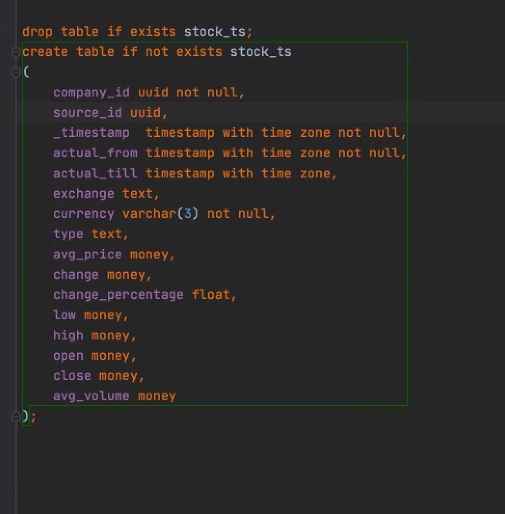 drop table if exists stock_ts;
create table if not exists stock_ts
(
company_id uuid not null,
source_id uuid,
_timestamp  timestamp with time zone not null,
actual_from timestamp with time zone not null,
actual_till timestamp with time zone,
exchange text,
currency varchar(3) not null,
type text,
avg_price money,
change money,
change_percentage float,
low money,
high money,
open money,
close money,
avg_volume money
);